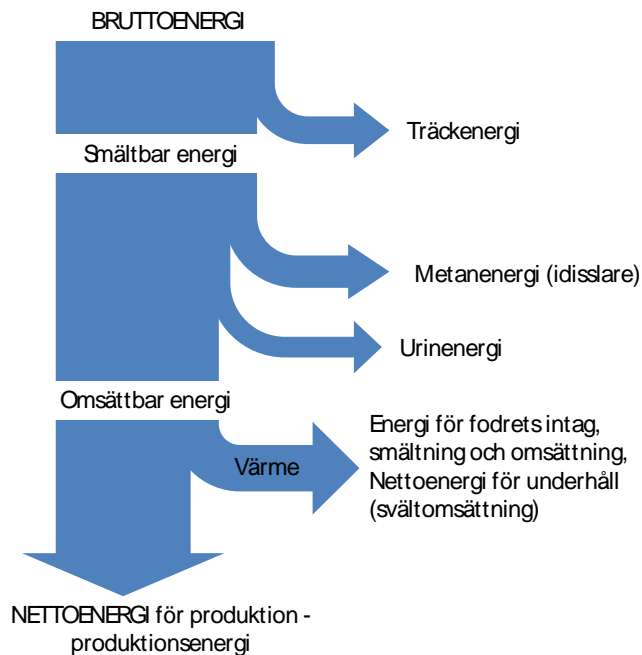 BRUTTOENERGI
Träckenergi
Smältbar energi
Metanenergi (idisslare)
Urinenergi
Omsättbar energi
Energi för fodrets intag,
smältning och omsättning,
Nettoenergi för underhåll
(svältomsättning)
Värme
NETTOENERGI för produktion -
produktionsenergi